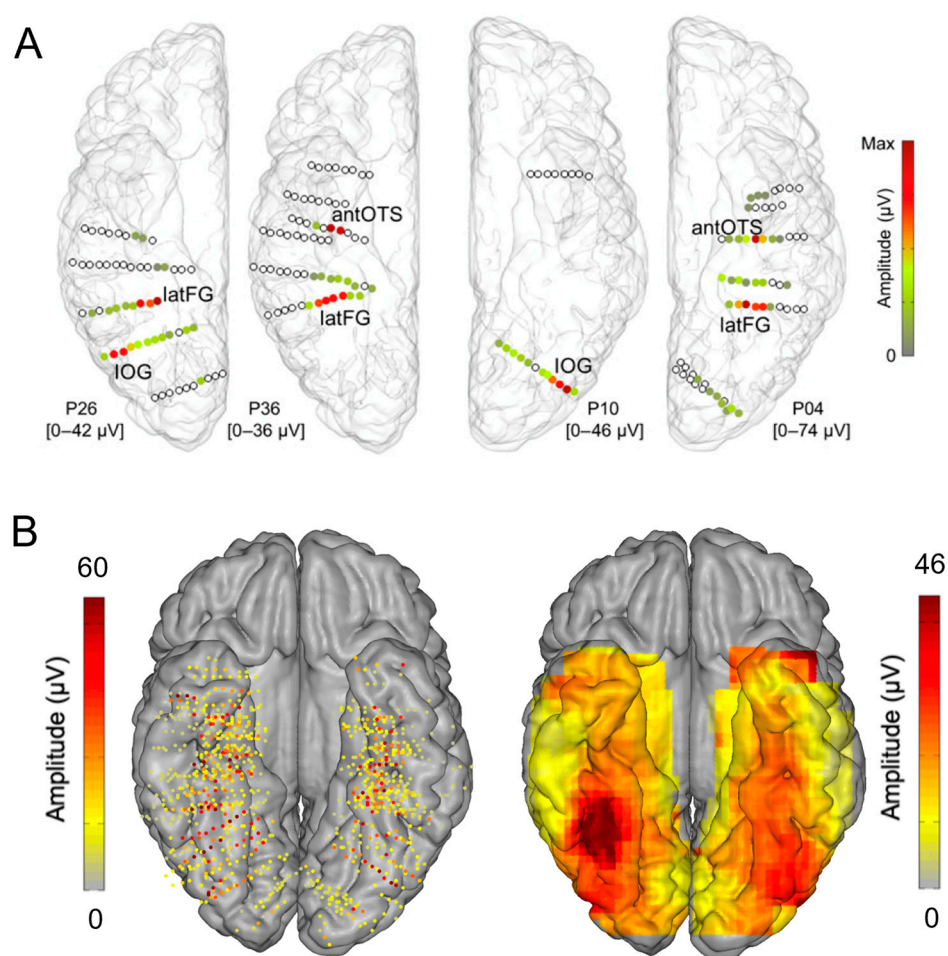 A
antOTS
antOTS
latFG
latFG
latFG
IOG
IOG
P26
[0–42 µV]
P36
[0–36 µV]
P10
[0–46 µV]
P04
[0–74 µV]
Max
Amplitude (µV)
0
B
60
Amplitude (µV)
0
46
Amplitude (µV)
0